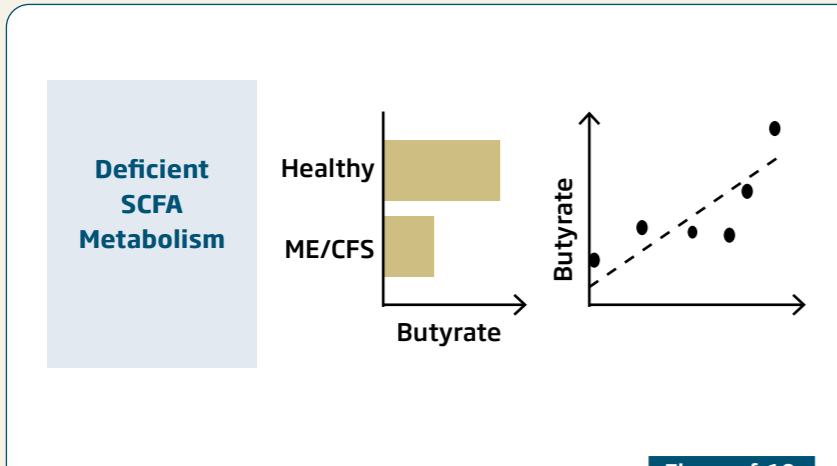 Deficient
SCFA
Metabolism
Healthy
ME/CFS
Butyrate
Butyrate